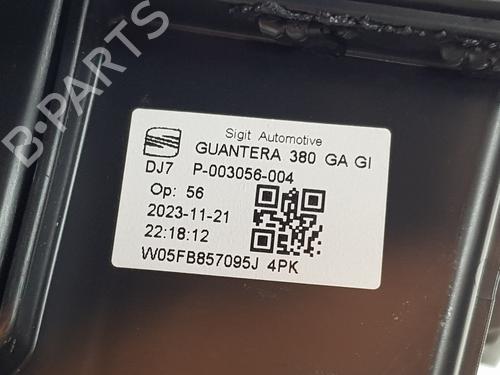 B-PARTS
Sigit Automotive
GUANTERA 380 GA GI
DJ7 P-003056-004
Op: 56
2023-11-21
22:18:12
W05FB857095J 4PK